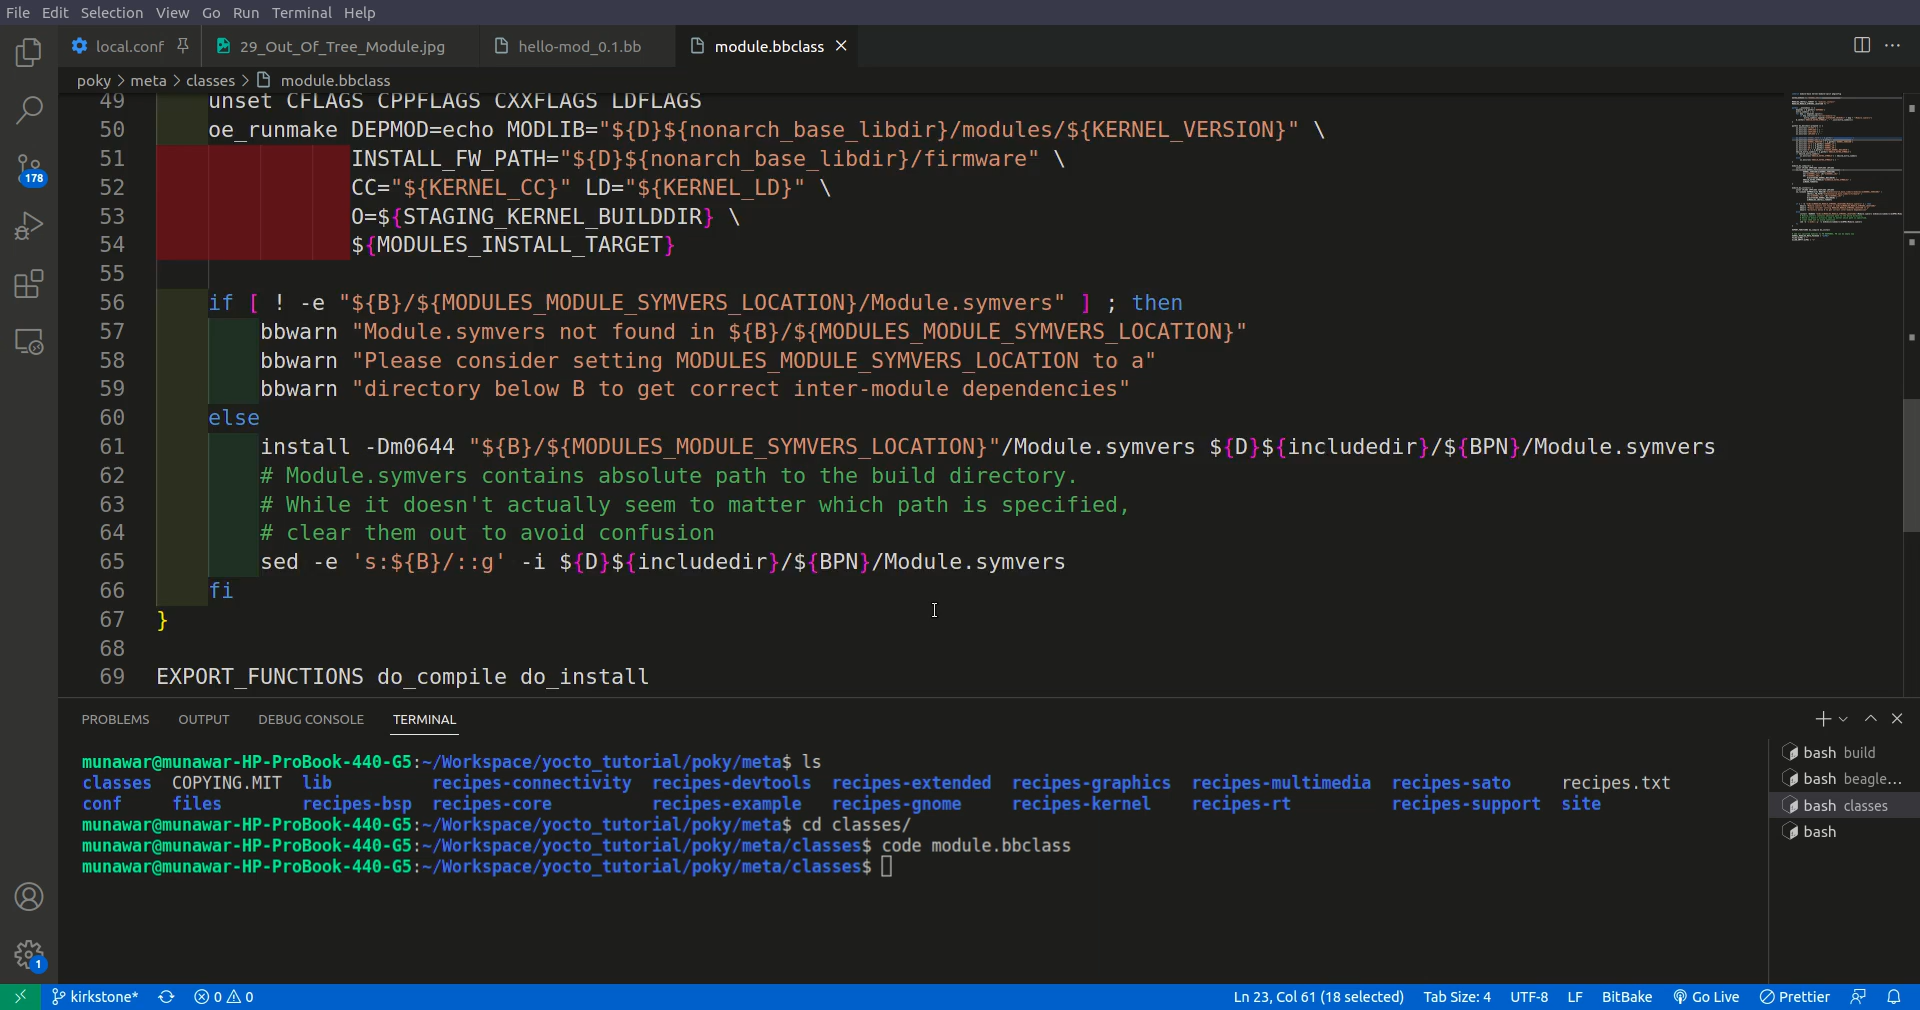 File Edit Selection View Go Run Terminal Help
local.conf 29_Out_Of_Tree_Module.jpg hello-mod_0.1.bb module.bbclass
poky > meta > classes > module.bbclass
49 unset CFLAGS CPPFLAGS CXXFLAGS LDFLAGS
50 oe_runmake DEPMOD=echo MODLIB="${D}${nonarch_base_libdir}/modules/${KERNEL_VERSION}" \
51 INSTALL_FW_PATH="${D}${nonarch_base_libdir}/firmware" \
52 CC="${KERNEL_CC}" LD="${KERNEL_LD}" \
53 O=${STAGING_KERNEL_BUILDDIR} \
54 ${MODULES_INSTALL_TARGET}
55
56 if [ ! -e "${B}/${MODULES_MODULE_SYMVERS_LOCATION}/Module.symvers" ] ; then
57 bbwarn "Module.symvers not found in ${B}/${MODULES_MODULE_SYMVERS_LOCATION}"
58 bbwarn "Please consider setting MODULES_MODULE_SYMVERS_LOCATION to a"
59 bbwarn "directory below B to get correct inter-module dependencies"
60 else
61 install -Dm0644 "${B}/${MODULES_MODULE_SYMVERS_LOCATION}"/Module.symvers ${D}${includedir}/${BPN}/Module.symvers
62 # Module.symvers contains absolute path to the build directory.
63 # While it doesn't actually seem to matter which path is specified,
64 # clear them out to avoid confusion
65 sed -e 's:${B}/::g' -i ${D}${includedir}/${BPN}/Module.symvers
66 fi
67 }
68
69 EXPORT_FUNCTIONS do_compile do_install
178
PROBLEMS OUTPUT DEBUG CONSOLE TERMINAL
munawar@munawar-HP-ProBook-440-G5:~/Workspace/yocto_tutorial/poky/meta$ ls
classes COPYING.MIT lib recipes-connectivity recipes-devtools recipes-extended recipes-graphics recipes-multimedia recipes-sato recipes.txt
conf files recipes-bsp recipes-core recipes-example recipes-gnome recipes-kernel recipes-rt recipes-support site
munawar@munawar-HP-ProBook-440-G5:~/Workspace/yocto_tutorial/poky/meta$ cd classes/
munawar@munawar-HP-ProBook-440-G5:~/Workspace/yocto_tutorial/poky/meta/classes$ code module.bbclass
munawar@munawar-HP-ProBook-440-G5:~/Workspace/yocto_tutorial/poky/meta/classes$
bash build
bash beagle...
bash classes
bash
1
kirkstone* 0 0 Ln 23, Col 61 (18 selected) Tab Size: 4 UTF-8 LF BitBake Go Live Prettier